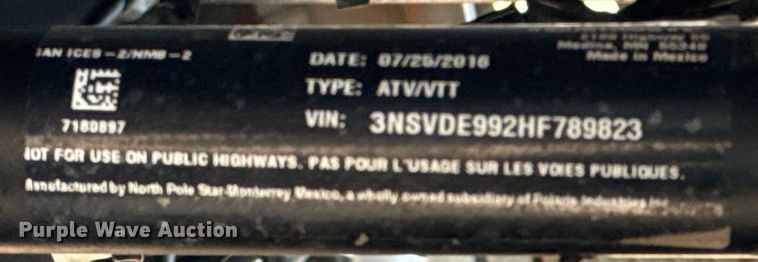 IAN ICES-2/NMB-2
7180897
Medina, MN 55340
Made in Mexico
DATE: 07/25/2016
TYPE: ATV/VTT
VIN: 3NSVDE992HF789823
NOT FOR USE ON PUBLIC HIGHWAYS. PAS POUR L'USAGE SUR LES VOIES PUBLIQUES.
Manufactured by North Pole Star-Monterrey Mexico, a wholly owned subsidiary of Polaris Industries Inc
Purple Wave Auction